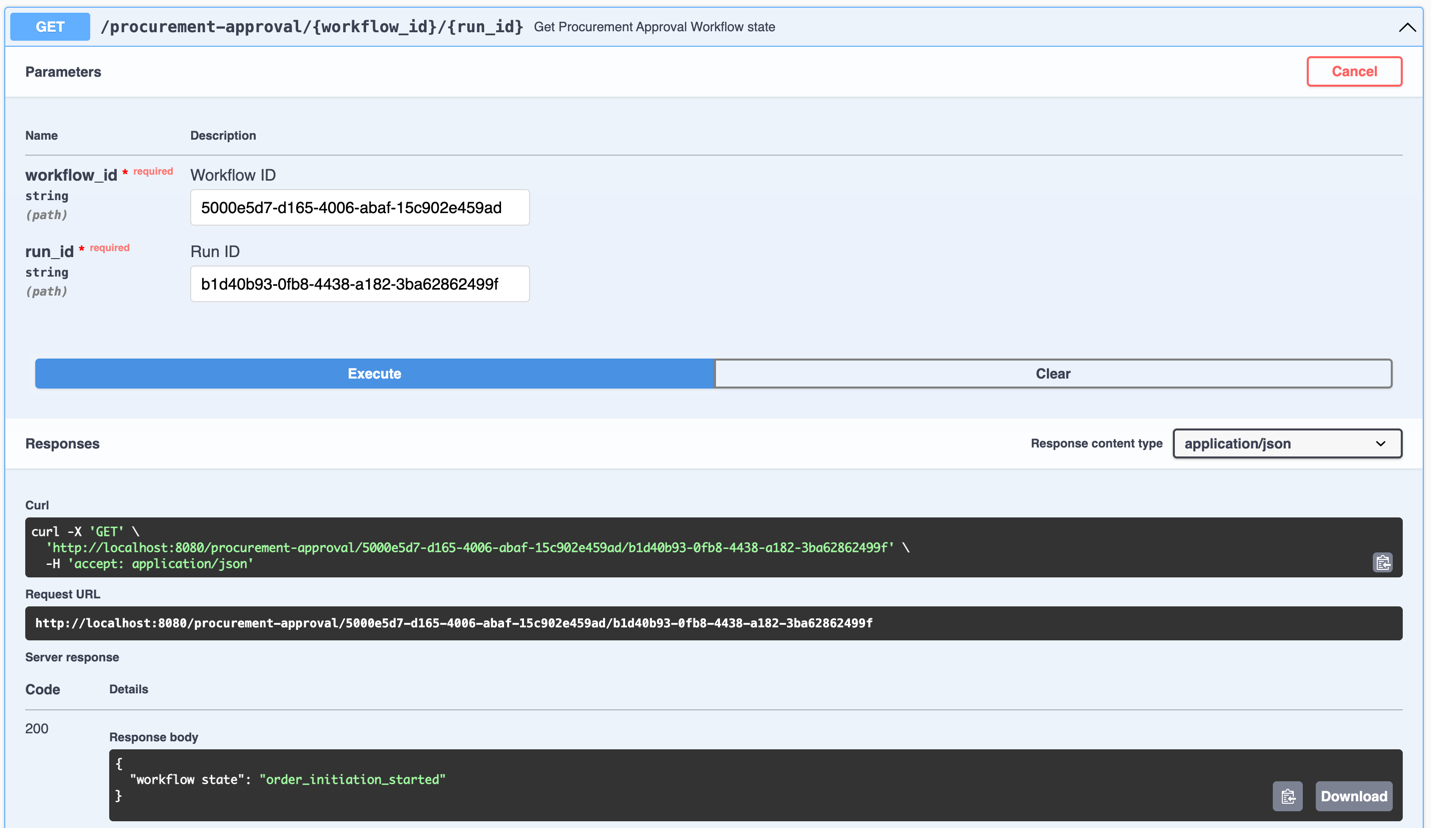 GET /procurement-approval/{workflow_id}/{run_id} Get Procurement Approval Workflow state
Parameters Cancel
Name Description
workflow_id * required Workflow ID
string
(path)
5000e5d7-d165-4006-abaf-15c902e459ad
run_id * required Run ID
string
(path)
b1d40b93-0fb8-4438-a182-3ba62862499f
Execute Clear
Responses Response content type application/json
Curl
curl -X 'GET' \
'http://localhost:8080/procurement-approval/5000e5d7-d165-4006-abaf-15c902e459ad/b1d40b93-0fb8-4438-a182-3ba62862499f' \
-H 'accept: application/json'
Request URL
http://localhost:8080/procurement-approval/5000e5d7-d165-4006-abaf-15c902e459ad/b1d40b93-0fb8-4438-a182-3ba62862499f
Server response
Code Details
200
Response body
{
"workflow state": "order_initiation_started"
}
Download